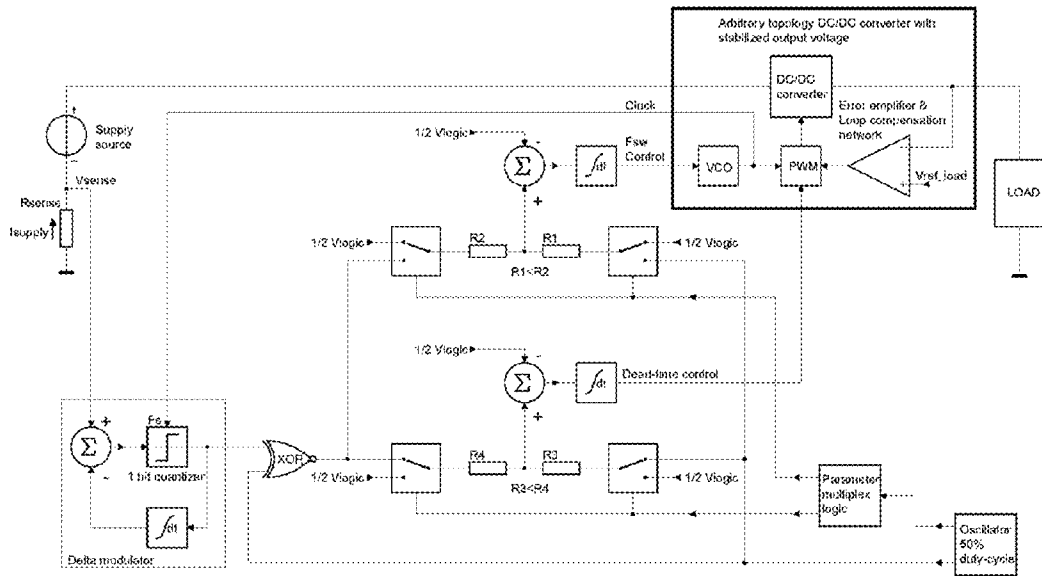 Arbitrary topology DC/DC converter with
stabilized output voltage
DC/DC
converter
Error amplifier &
Loop compensation
network
Clock
+
Supply
source
-
Vsense
Rsense
Isupply
1/2 Vlogic
-
Σ
+
∫dt
Fsw
Control
VCO
PWM
+
Vref_load
LOAD
1/2 Vlogic
R2
R1
1/2 Vlogic
R1<R2
1/2 Vlogic
-
Σ
+
∫dt
Dead-time control
+
Σ
-
Fs
1 bit quantizer
∫dt
Delta modulator
XOR
R4
R3
1/2 Vlogic
R3<R4
1/2 Vlogic
Parameter
multiplex
logic
Oscillator
50%
duty-cycle